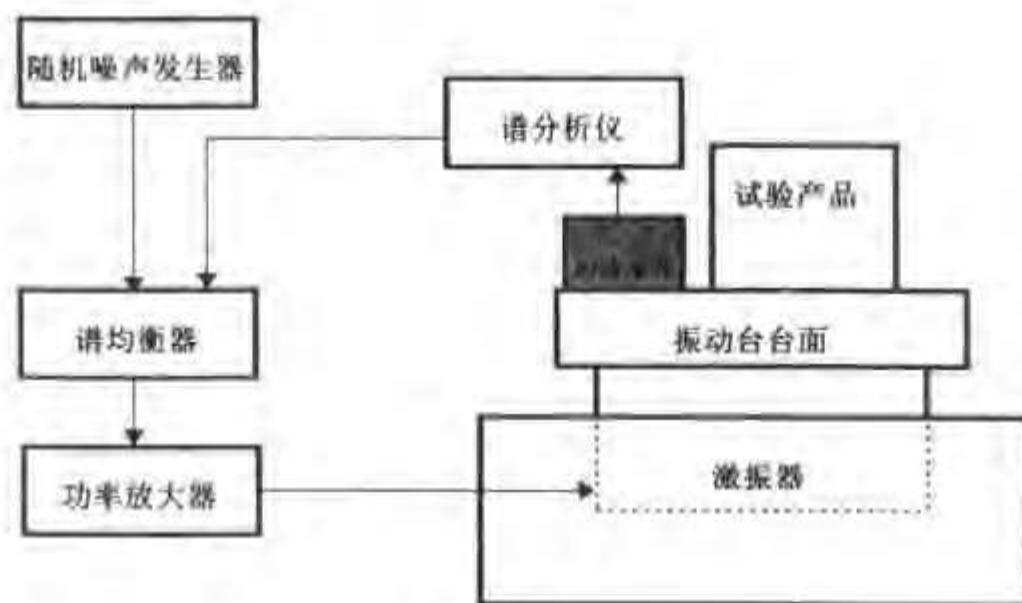 随机噪声发生器
谱分析仪
试验产品
谱均衡器
振动台台面
功率放大器
激振器